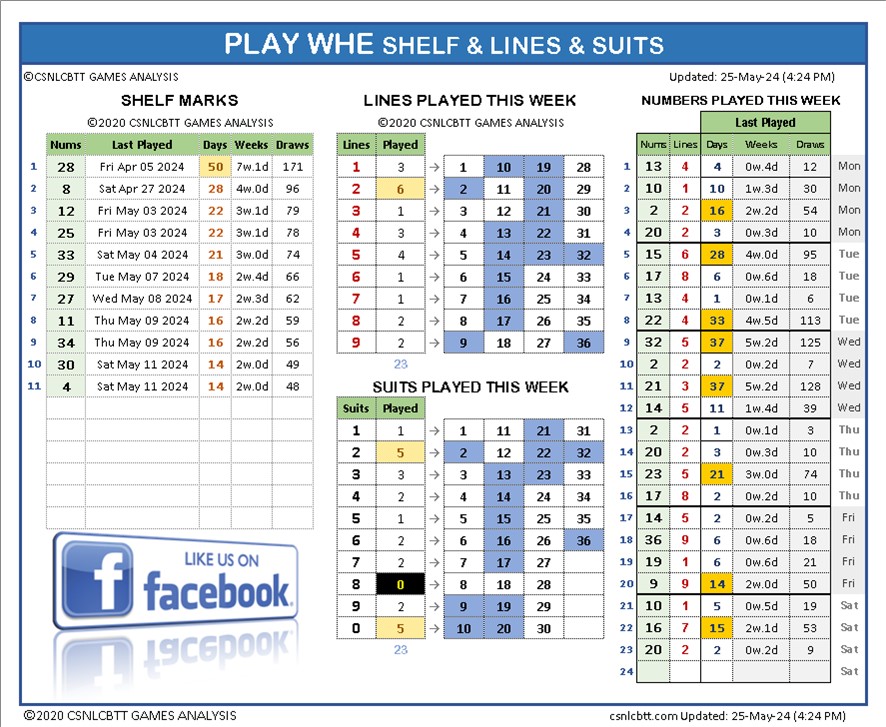 PLAY WHE SHELF & LINES & SUITS
©CSNLCBTT GAMES ANALYSIS
Updated: 25-May-24 (4:24 PM)
SHELF MARKS
©2020 CSNLCBTT GAMES ANALYSIS
Nums Last Played Days Weeks Draws
1 28 Fri Apr 05 2024 50 7w.1d 171
2 8 Sat Apr 27 2024 28 4w.0d 96
3 12 Fri May 03 2024 22 3w.1d 79
4 25 Fri May 03 2024 22 3w.1d 78
5 33 Sat May 04 2024 21 3w.0d 74
6 29 Tue May 07 2024 18 2w.4d 66
7 27 Wed May 08 2024 17 2w.3d 62
8 11 Thu May 09 2024 16 2w.2d 59
9 34 Thu May 09 2024 16 2w.2d 56
10 30 Sat May 11 2024 14 2w.0d 49
11 4 Sat May 11 2024 14 2w.0d 48
LIKE US ON
f facebook
LINES PLAYED THIS WEEK
©2020 CSNLCBTT GAMES ANALYSIS
Lines Played
1 3 → 1 10 19 28
2 6 → 2 11 20 29
3 1 → 3 12 21 30
4 3 → 4 13 22 31
5 4 → 5 14 23 32
6 1 → 6 15 24 33
7 1 → 7 16 25 34
8 2 → 8 17 26 35
9 2 → 9 18 27 36
23
SUITS PLAYED THIS WEEK
Suits Played
1 1 → 1 11 21 31
2 5 → 2 12 22 32
3 3 → 3 13 23 33
4 2 → 4 14 24 34
5 1 → 5 15 25 35
6 2 → 6 16 26 36
7 2 → 7 17 27
8 0 → 8 18 28
9 2 → 9 19 29
0 5 → 10 20 30
23
NUMBERS PLAYED THIS WEEK
Last Played
Nums Lines Days Weeks Draws
1 13 4 4 0w.4d 12 Mon
2 10 1 10 1w.3d 30 Mon
3 2 2 16 2w.2d 54 Mon
4 20 2 3 0w.3d 10 Mon
5 15 6 28 4w.0d 95 Tue
6 17 8 6 0w.6d 18 Tue
7 13 4 1 0w.1d 6 Tue
8 22 4 33 4w.5d 113 Tue
9 32 5 37 5w.2d 125 Wed
10 2 2 2 0w.2d 7 Wed
11 21 3 37 5w.2d 128 Wed
12 14 5 11 1w.4d 39 Wed
13 2 2 1 0w.1d 3 Thu
14 20 2 3 0w.3d 10 Thu
15 23 5 21 3w.0d 74 Thu
16 17 8 2 0w.2d 10 Thu
17 14 5 2 0w.2d 5 Fri
18 36 9 6 0w.6d 18 Fri
19 19 1 6 0w.6d 21 Fri
20 9 9 14 2w.0d 50 Fri
21 10 1 5 0w.5d 19 Sat
22 16 7 15 2w.1d 53 Sat
23 20 2 2 0w.2d 9 Sat
24 Sat
©2020 CSNLCBTT GAMES ANALYSIS
csnlcbtt.com Updated: 25-May-24 (4:24 PM)